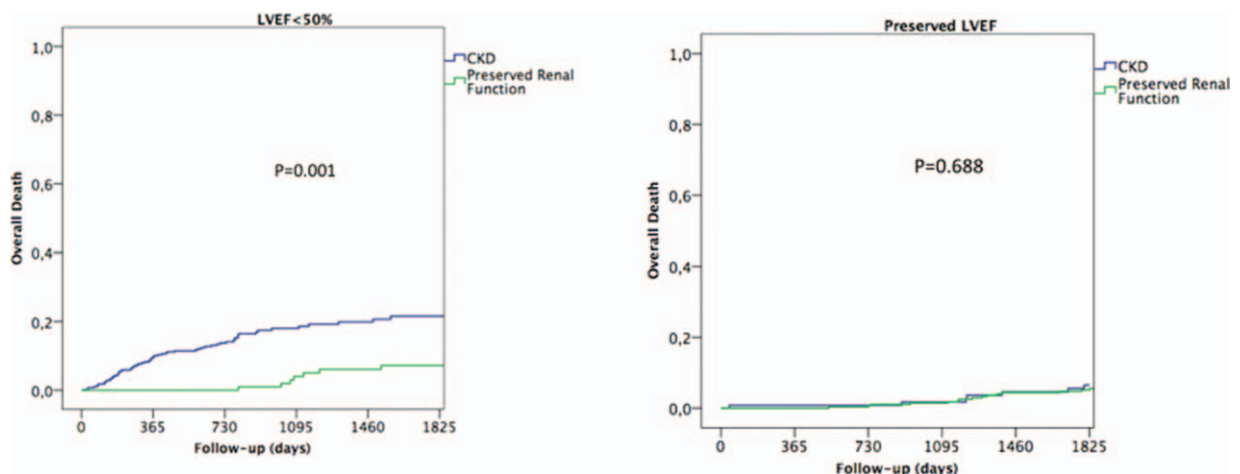 LVEF<50%
CKD
Preserved Renal
Function
P=0.001
Overall Death
1,0
0,8
0,6
0,4
0,2
0,0
0 365 730 1095 1460 1825
Follow-up (days)
Preserved LVEF
CKD
Preserved Renal
Function
P=0.688
Overall Death
1,0
0,8
0,6
0,4
0,2
0,0
0 365 730 1095 1460 1825
Follow-up (days)